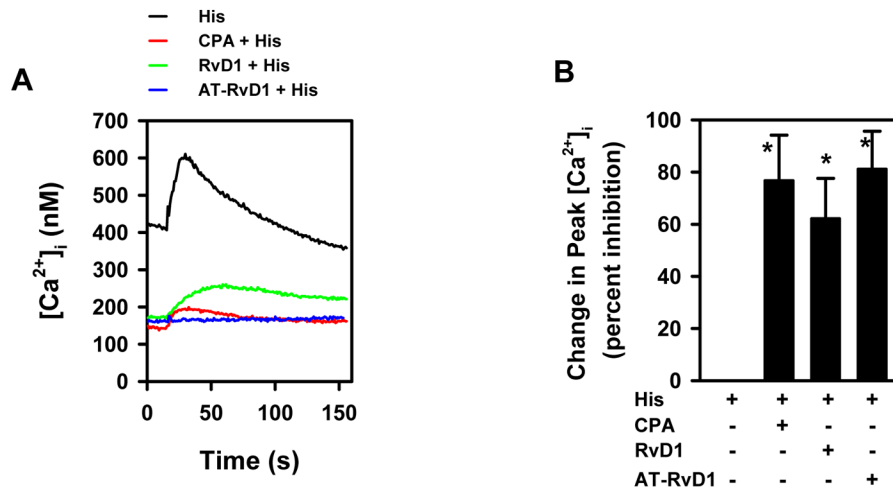 His
CPA + His
RvD1 + His
AT-RvD1 + His
A
[Ca2+]i (nM)
700
600
500
400
300
200
100
0
0 50 100 150
Time (s)
B
Change in Peak [Ca2+]i
(percent inhibition)
100
80
60
40
20
0
* * *
His + + + +
CPA - + - -
RvD1 - - + -
AT-RvD1 - - - +